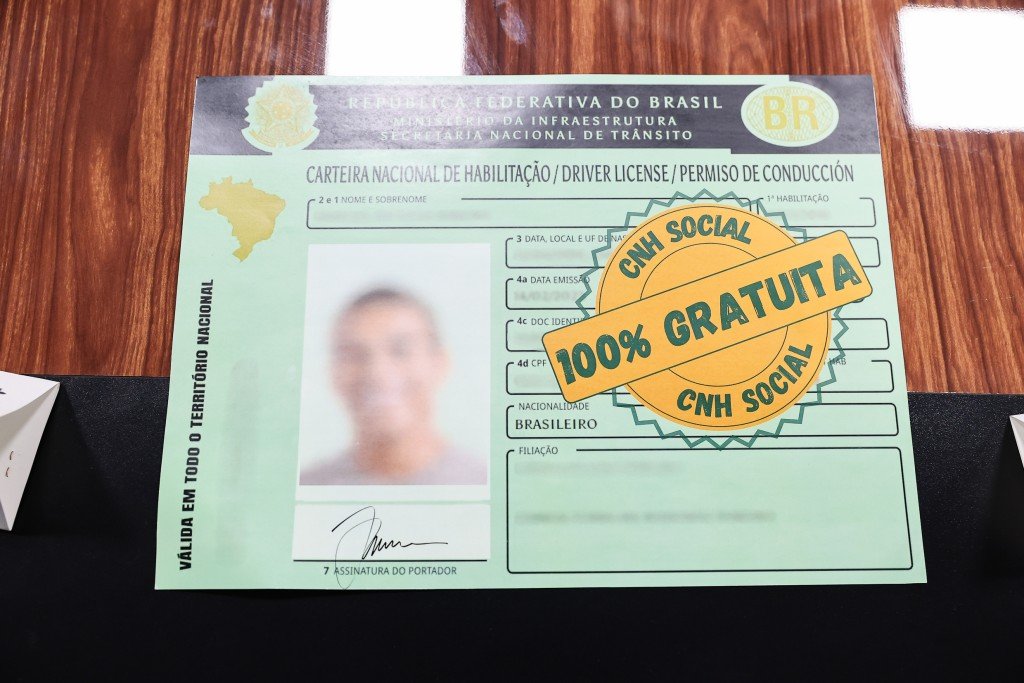 REPÚBLICA FEDERATIVA DO BRASIL
MINISTÉRIO DA INFRAESTRUTURA
SECRETARIA NACIONAL DE TRÂNSITO
BR
CARTEIRA NACIONAL DE HABILITAÇÃO / DRIVER LICENSE / PERMISO DE CONDUCCIÓN
2 e 1 NOME E SOBRENOME
1ª HABILITAÇÃO
3 DATA, LOCAL E UF DE NAS
4a DATA EMISSÃO
4c DOC IDENTI
4d CPF
NACIONALIDADE
BRASILEIRO
FILIAÇÃO
7 ASSINATURA DO PORTADOR
VÁLIDA EM TODO O TERRITÓRIO NACIONAL
CNH SOCIAL
100% GRATUITA
CNH SOCIAL